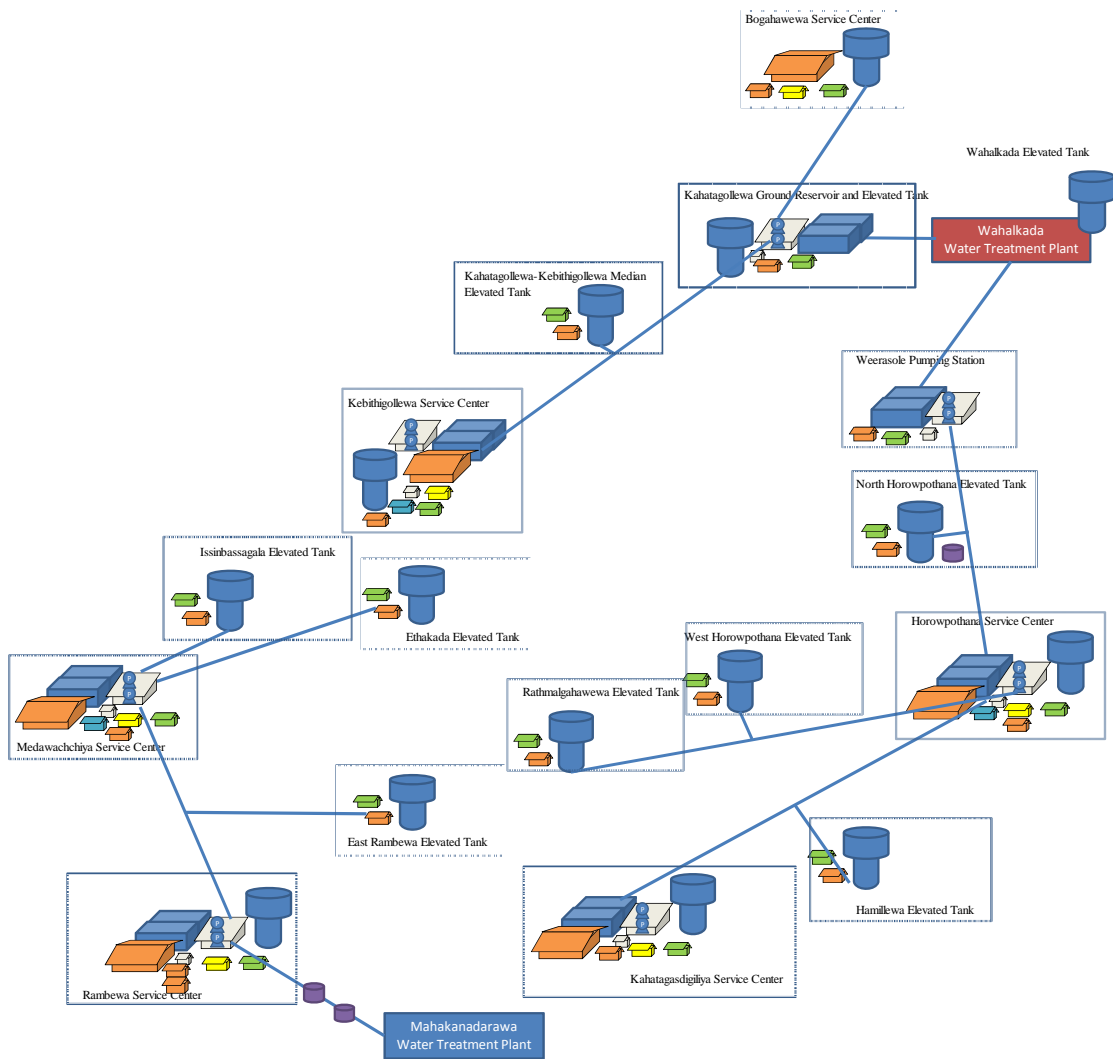 Bogahawewa Service Center
Wahalkada Elevated Tank
Kahatagollewa Ground Reservoir and Elevated Tank
P
P
Wahalkada
Water Treatment Plant
Kahatagollewa-Kebithigollewa Median
Elevated Tank
Weerasole Pumping Station
P
P
Kebithigollewa Service Center
P
P
North Horowpothana Elevated Tank
Issinbassagala Elevated Tank
Ethakada Elevated Tank
West Horowpothana Elevated Tank
Horowpothana Service Center
P
P
Rathmalgahawewa Elevated Tank
P
P
Medawachchiya Service Center
East Rambewa Elevated Tank
Hamillewa Elevated Tank
P
P
Kahatagasdigiliya Service Center
P
P
Rambewa Service Center
Mahakanadarawa
Water Treatment Plant